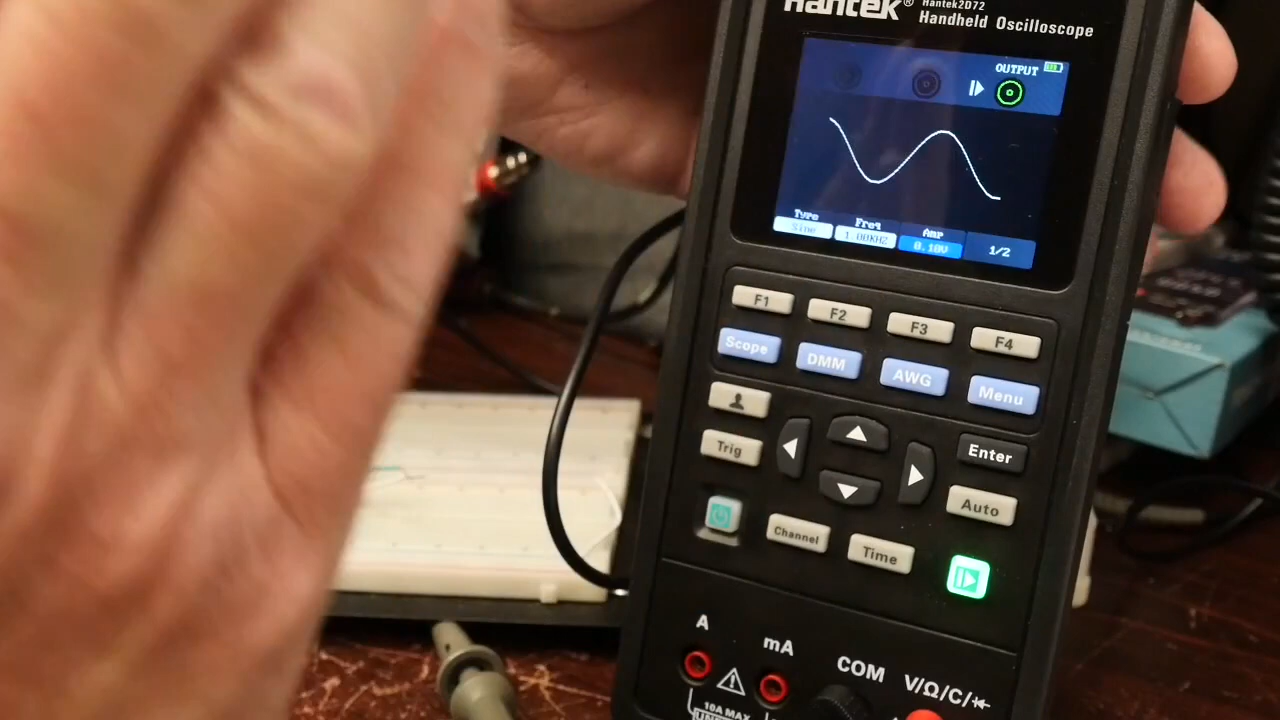 Hantek® Hantek2D72
Handheld Oscilloscope
OUTPUT
Type Freq Amp
Sine 1.00KHZ 0.10V 1/2
F1 F2 F3 F4
Scope DMM AWG Menu
Trig Enter
Auto
Channel Time
A mA COM V/Ω/C/
10A MAX